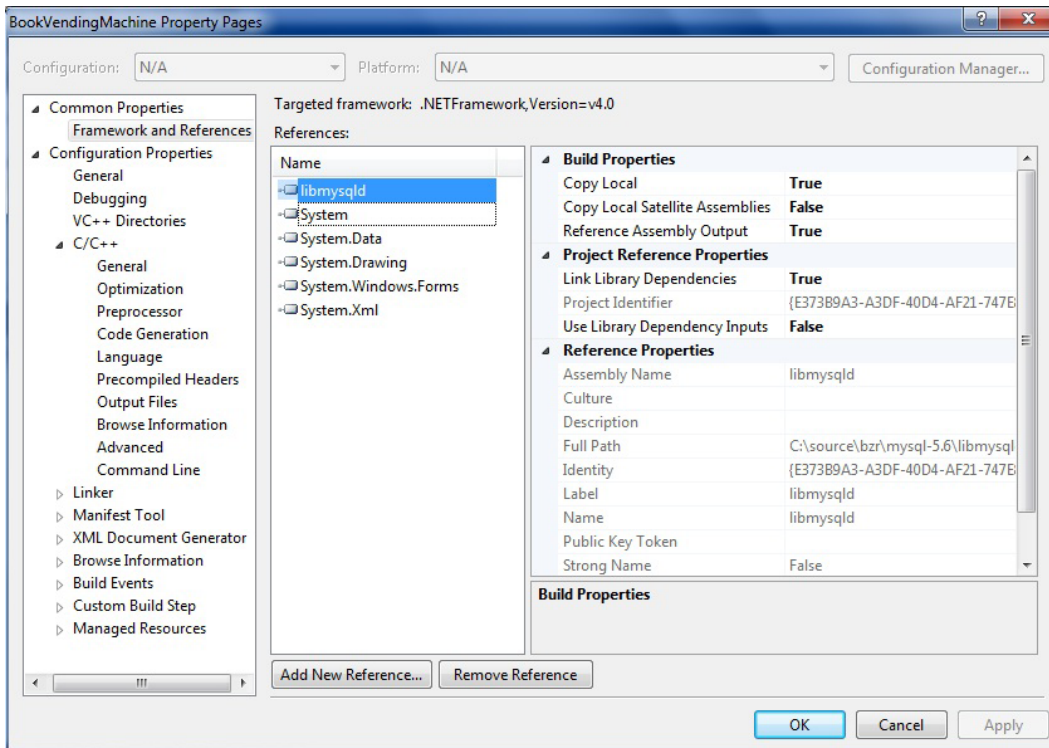 BookVendingMachine Property Pages
Configuration: N/A Platform: N/A Configuration Manager...
Common Properties
Framework and References
Configuration Properties
General
Debugging
VC++ Directories
C/C++
General
Optimization
Preprocessor
Code Generation
Language
Precompiled Headers
Output Files
Browse Information
Advanced
Command Line
Linker
Manifest Tool
XML Document Generator
Browse Information
Build Events
Custom Build Step
Managed Resources
Targeted framework: .NETFramework,Version=v4.0
References:
Name
libmysqld
System
System.Data
System.Drawing
System.Windows.Forms
System.Xml
Build Properties
Copy Local True
Copy Local Satellite Assemblies False
Reference Assembly Output True
Project Reference Properties
Link Library Dependencies True
Project Identifier {E373B9A3-A3DF-40D4-AF21-747E
Use Library Dependency Inputs False
Reference Properties
Assembly Name libmysqld
Culture
Description
Full Path C:\source\bzr\mysql-5.6\libmysql
Identity {E373B9A3-A3DF-40D4-AF21-747E
Label libmysqld
Name libmysqld
Public Key Token
Strong Name False
Build Properties
Add New Reference... Remove Reference
OK Cancel Apply